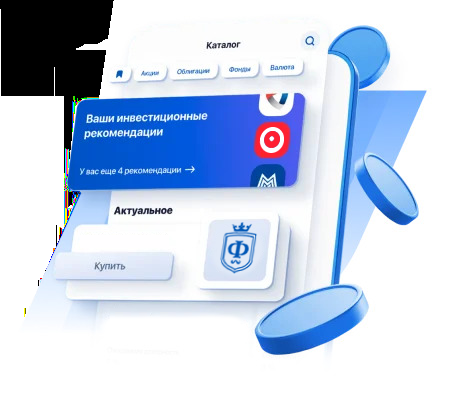 Каталог
Акции
Облигации
Фонды
Валюта
Ваши инвестиционные
рекомендации
У вас еще 4 рекомендации →
Актуальное
Купить
Ф